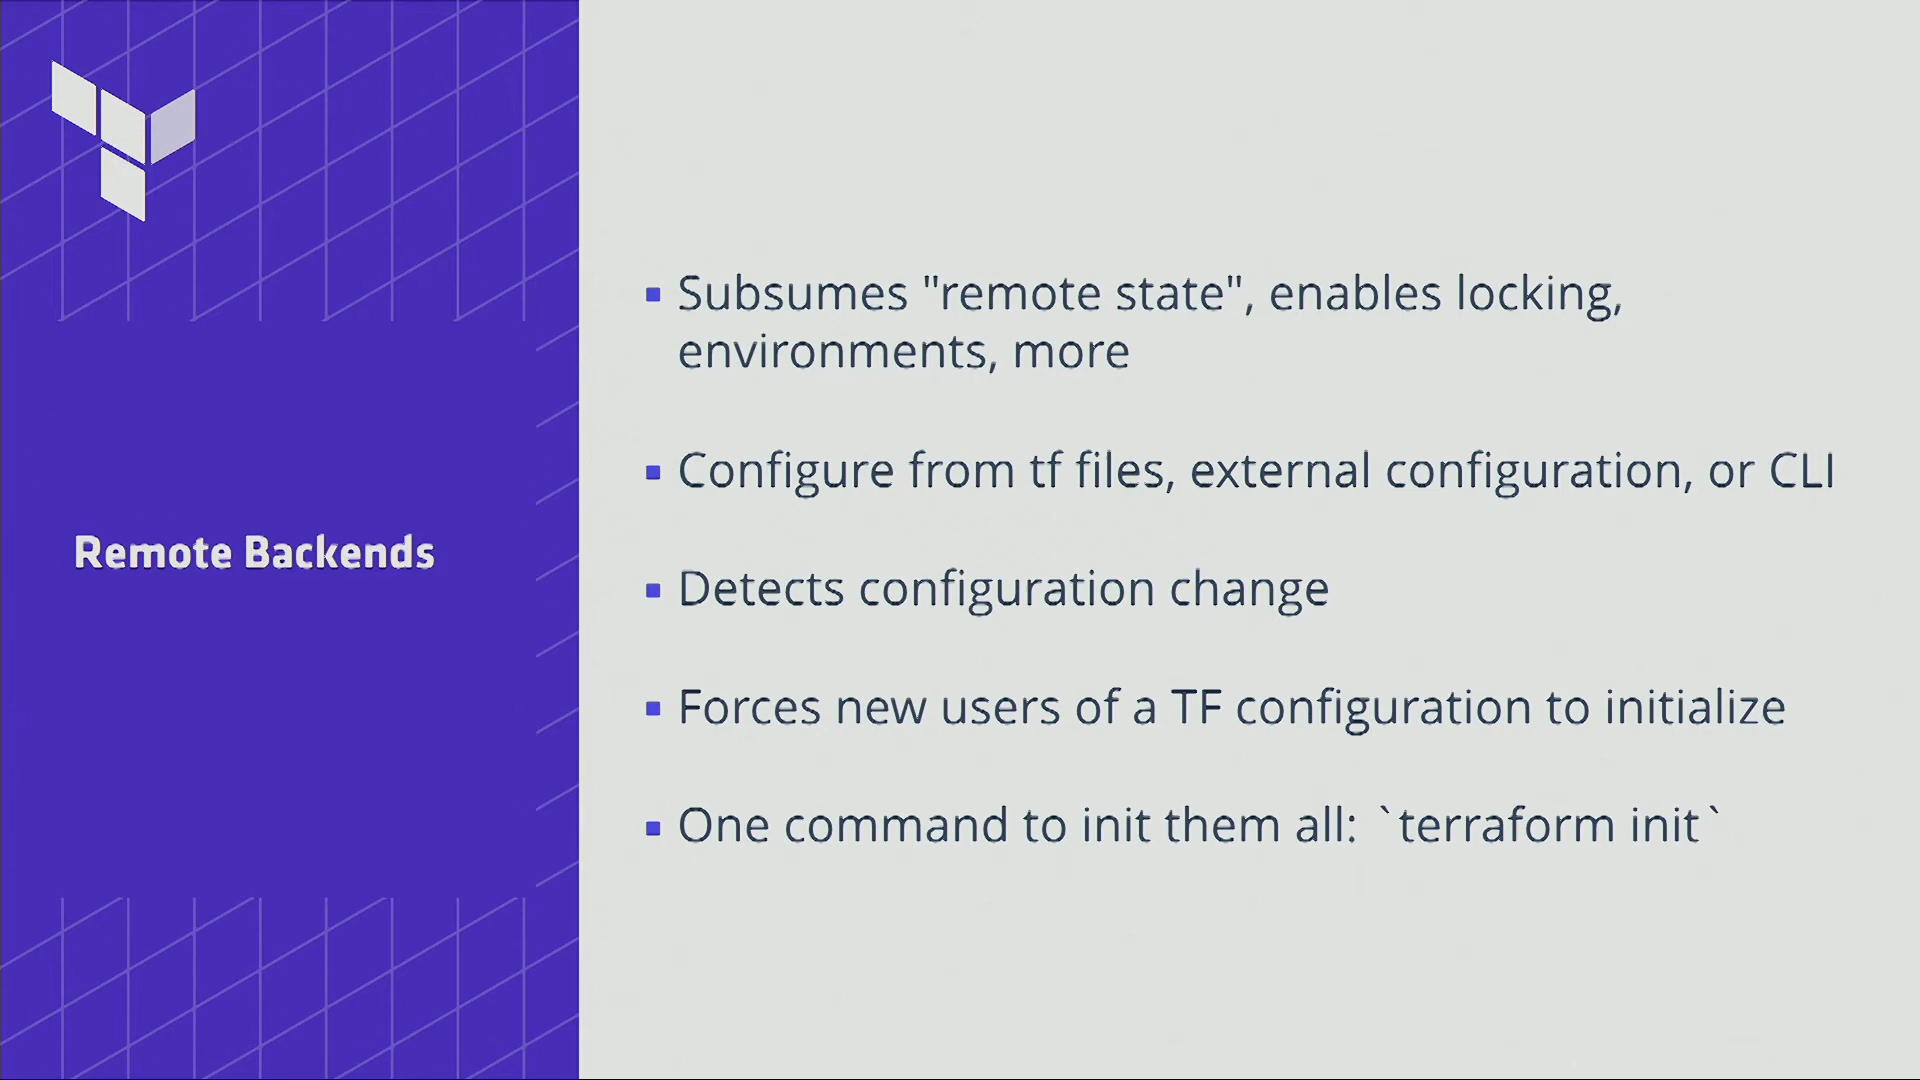 Remote Backends
Subsumes "remote state", enables locking,
environments, more
Configure from tf files, external configuration, or CLI
Detects configuration change
Forces new users of a TF configuration to initialize
One command to init them all: `terraform init`